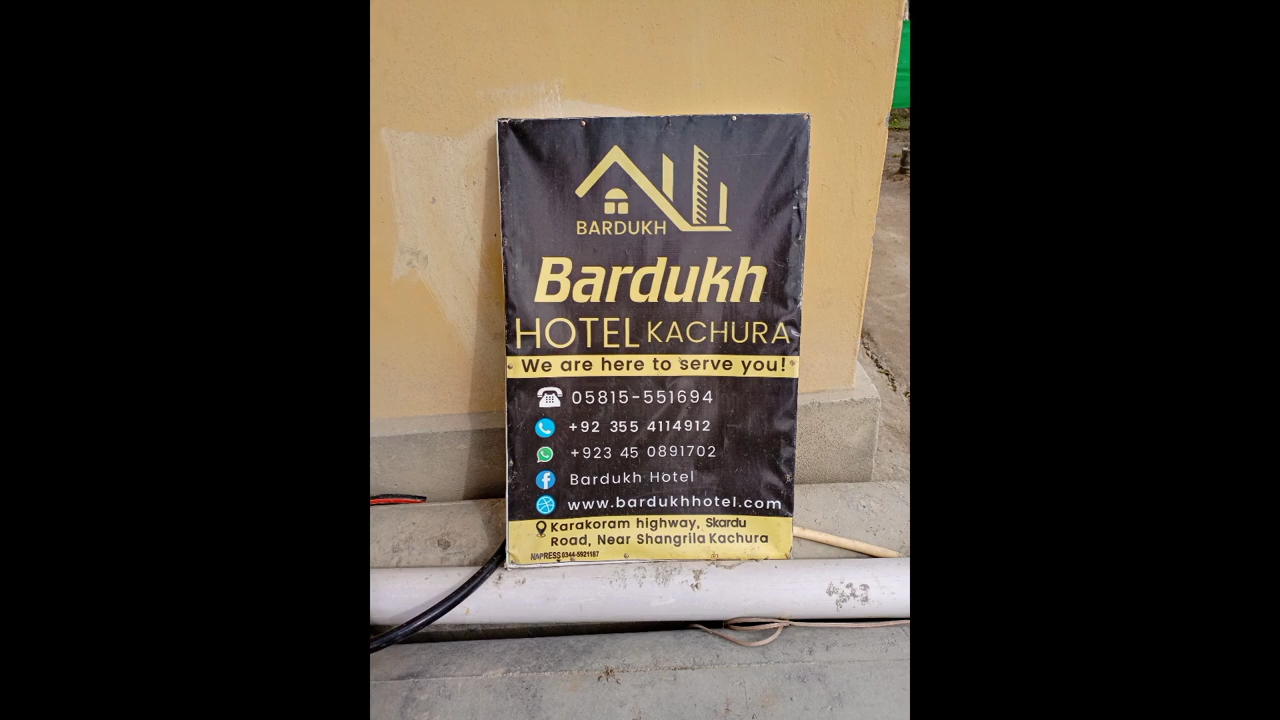 BARDUKH
Bardukh
HOTEL KACHURA
We are here to serve you!
05815-551694
+92 355 4114912
+923 45 0891702
Bardukh Hotel
www.bardukhhotel.com
Karakoram highway, Skardu
Road, Near Shangrila Kachura
NAPRESS 0344-5921187